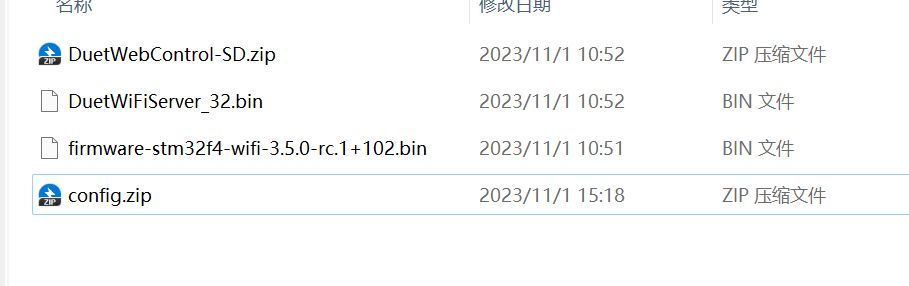 名称 修改日期 类型
DuetWebControl-SD.zip 2023/11/1 10:52 ZIP 压缩文件
DuetWiFiServer_32.bin 2023/11/1 10:52 BIN 文件
firmware-stm32f4-wifi-3.5.0-rc.1+102.bin 2023/11/1 10:51 BIN 文件
config.zip 2023/11/1 15:18 ZIP 压缩文件